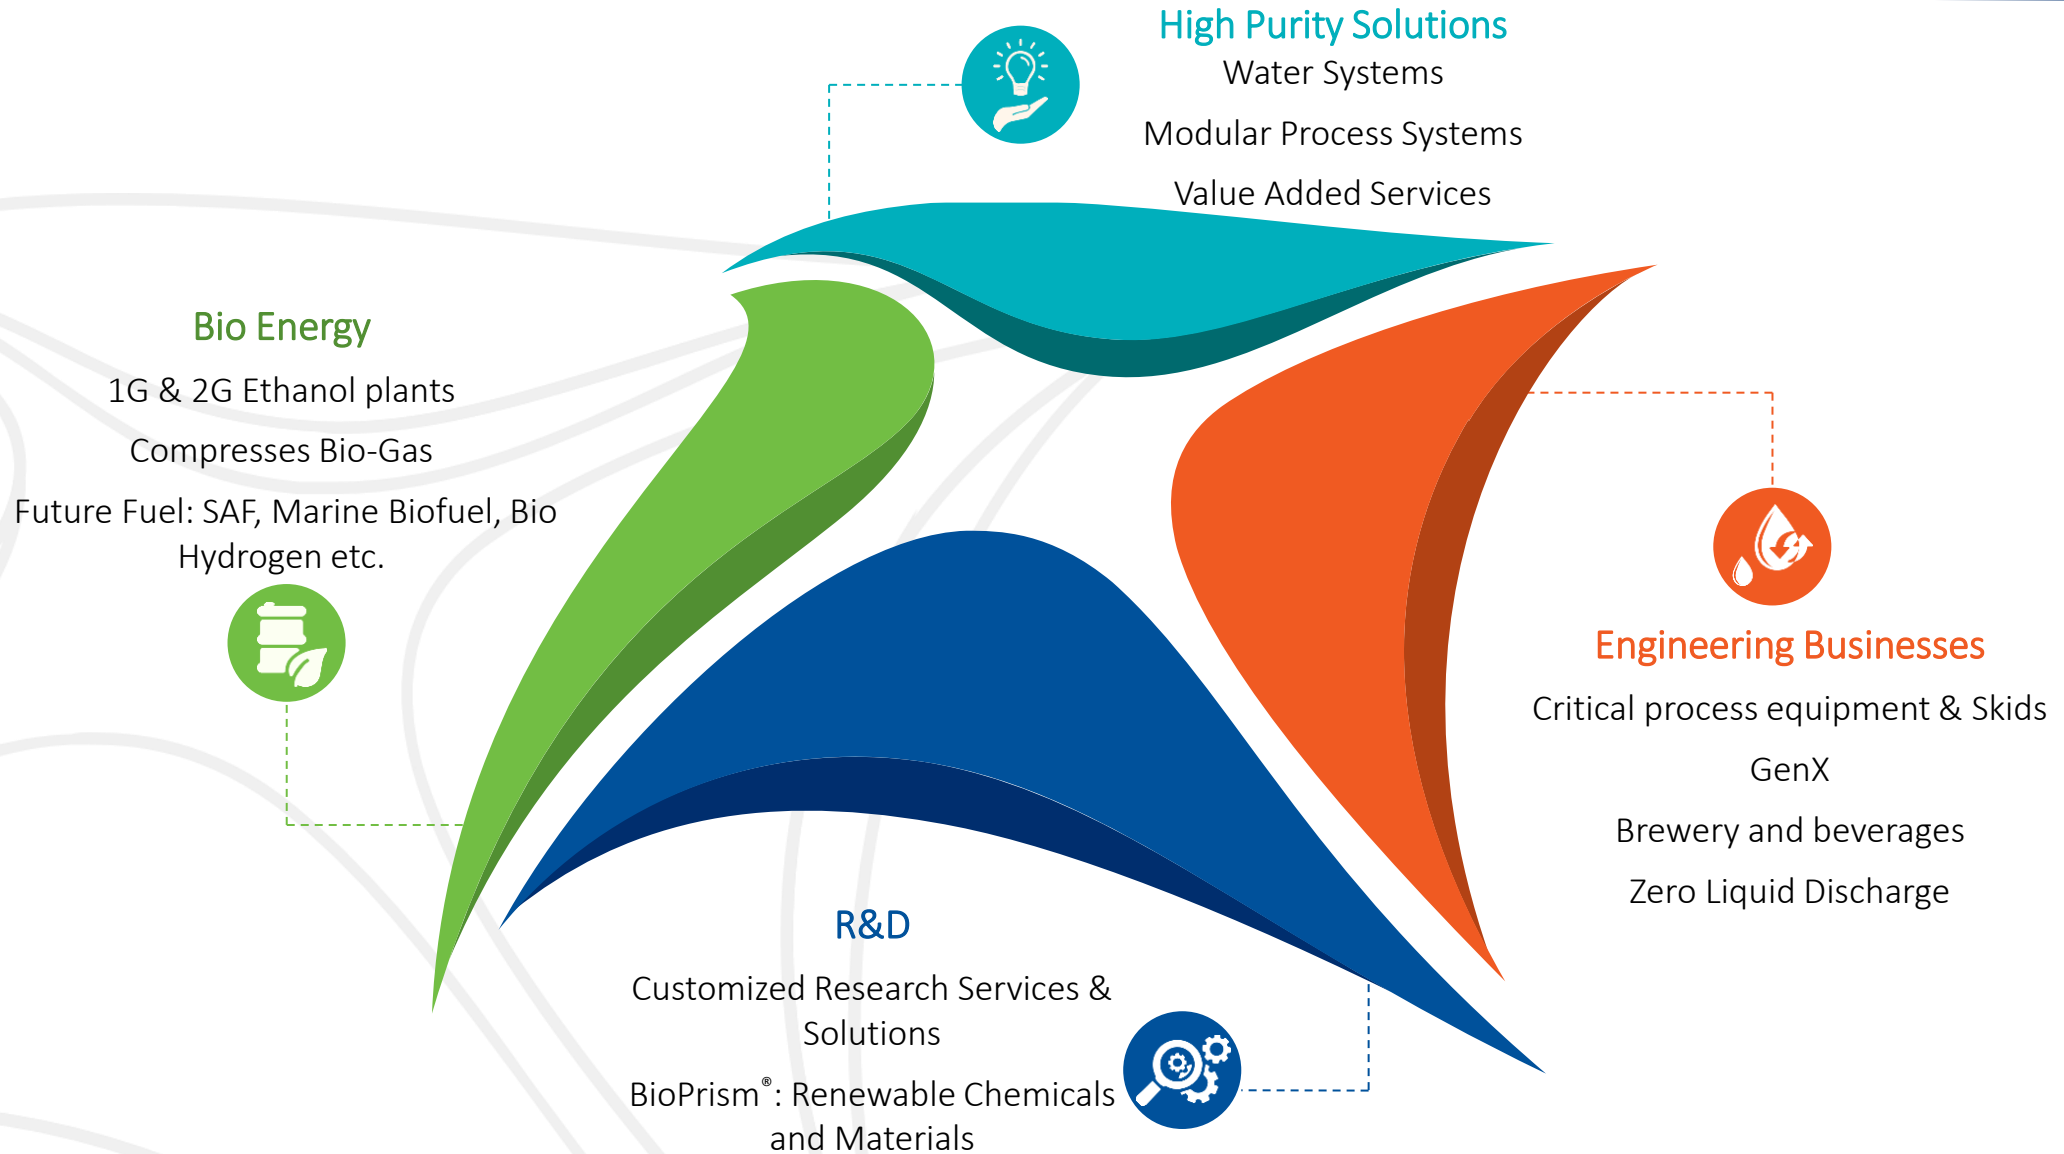 High Purity Solutions
Water Systems
Modular Process Systems
Value Added Services
Bio Energy
1G & 2G Ethanol plants
Compresses Bio-Gas
Future Fuel: SAF, Marine Biofuel, Bio
Hydrogen etc.
Engineering Businesses
Critical process equipment & Skids
GenX
Brewery and beverages
Zero Liquid Discharge
R&D
Customized Research Services &
Solutions
BioPrism®: Renewable Chemicals
and Materials